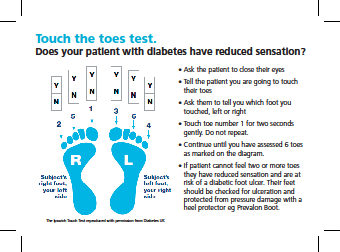 Touch the toes test.
Does your patient with diabetes have reduced sensation?
Y N
Y N
Y N
Y N
Y N
Y N
2 5 1 3 6 4
R L
Subject's
right foot,
your left
side
Subject's
left foot,
your right
side
The Ipswich Touch Test reproduced with permission from Diabetes UK
• Ask the patient to close their eyes
• Tell the patient you are going to touch
their toes
• Ask them to tell you which foot you
touched, left or right
• Touch toe number 1 for two seconds
gently. Do not repeat.
• Continue until you have assessed 6 toes
as marked on the diagram.
• If patient cannot feel two or more toes
they have reduced sensation and are at
risk of a diabetic foot ulcer. Their feet
should be checked for ulceration and
protected from pressure damage with a
heel protector eg Prevalon Boot.